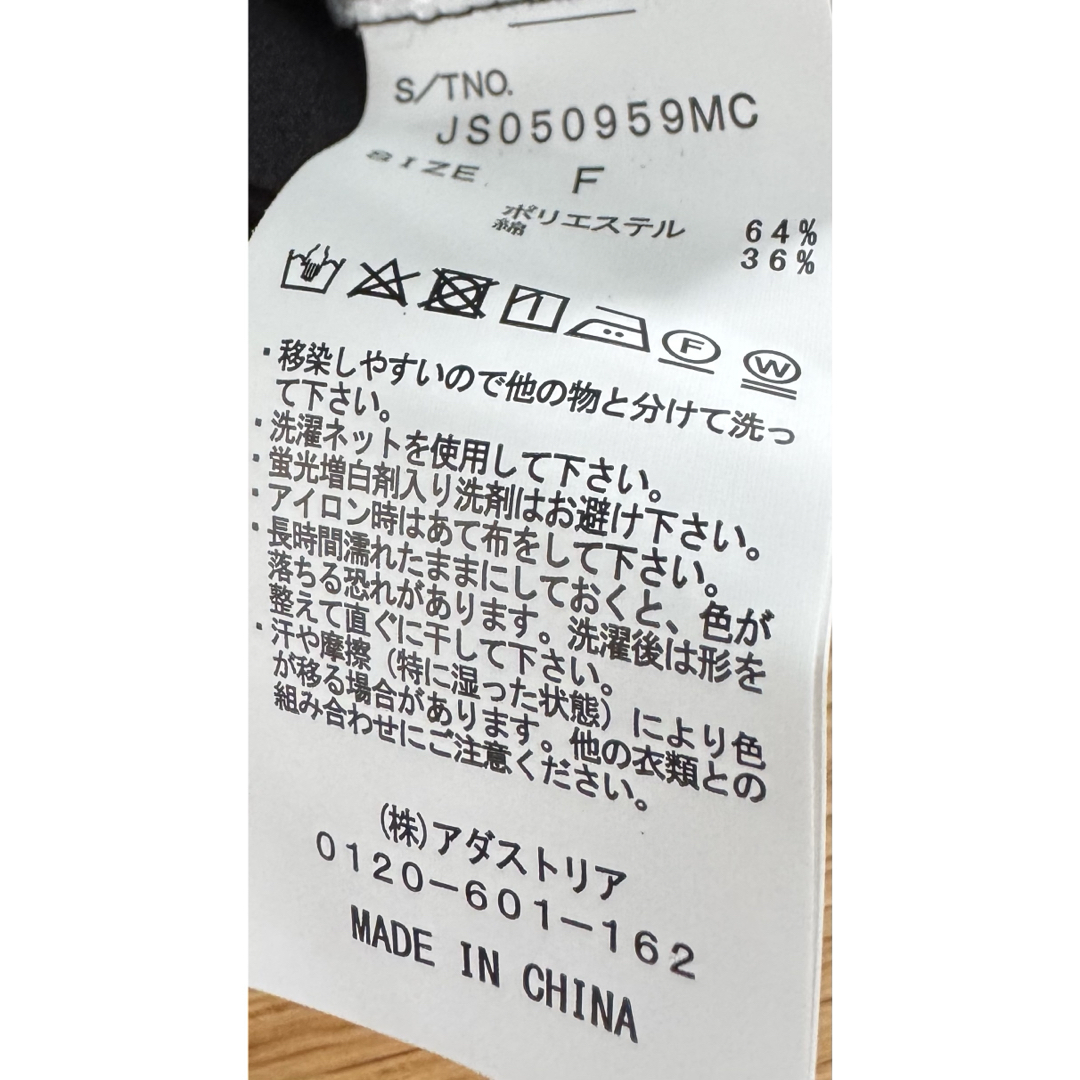 S/TNO.
JS050959MC
SIZE F
ポリエステル 64%
綿 36%
F W
・移染しやすいので他の物と分けて洗っ
て下さい。
・洗濯ネットを使用して下さい。
・蛍光増白剤入り洗剤はお避け下さい。
・アイロン時はあて布をして下さい。
・長時間濡れたままにしておくと、色が
落ちる恐れがあります。洗濯後は形を
整えて直ぐに干して下さい。
・汗や摩擦（特に湿った状態）により色
が移る場合があります。他の衣類との
組み合わせにご注意ください。
(株)アダストリア
0120-601-162
MADE IN CHINA